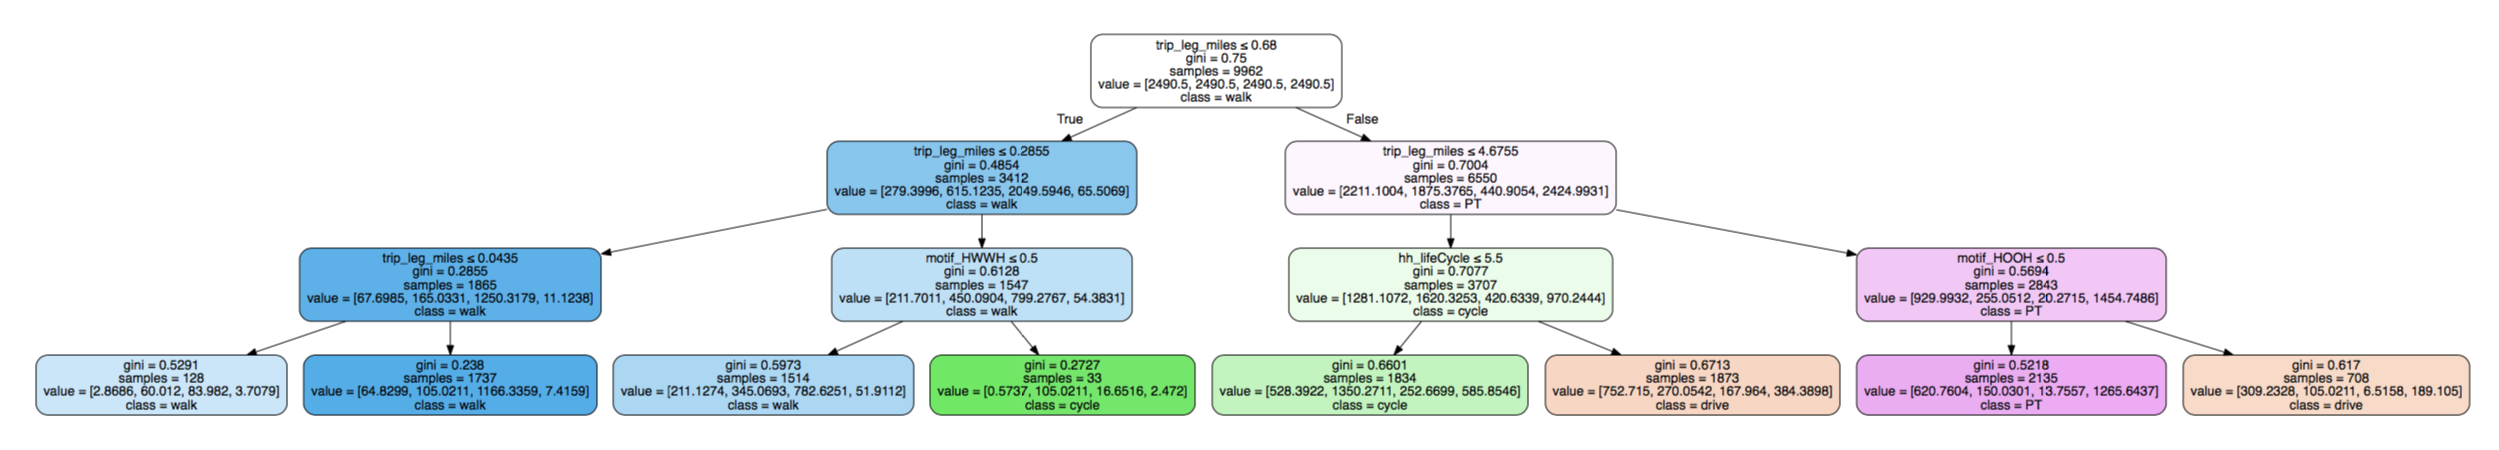 trip_leg_miles ≤ 0.68
gini = 0.75
samples = 9962
value = [2490.5, 2490.5, 2490.5, 2490.5]
class = walk
True
False
trip_leg_miles ≤ 0.2855
gini = 0.4854
samples = 3412
value = [279.3996, 615.1235, 2049.5946, 65.5069]
class = walk
trip_leg_miles ≤ 4.6755
gini = 0.7004
samples = 6550
value = [2211.1004, 1875.3765, 440.9054, 2424.9931]
class = PT
trip_leg_miles ≤ 0.0435
gini = 0.2855
samples = 1865
value = [67.6985, 165.0331, 1250.3179, 11.1238]
class = walk
motif_HWWH ≤ 0.5
gini = 0.6128
samples = 1547
value = [211.7011, 450.0904, 799.2767, 54.3831]
class = walk
hh_lifeCycle ≤ 5.5
gini = 0.7077
samples = 3707
value = [1281.1072, 1620.3253, 420.6339, 970.2444]
class = cycle
motif_HOOH ≤ 0.5
gini = 0.5694
samples = 2843
value = [929.9932, 255.0512, 20.2715, 1454.7486]
class = PT
gini = 0.5291
samples = 128
value = [2.8686, 60.012, 83.982, 3.7079]
class = walk
gini = 0.238
samples = 1737
value = [64.8299, 105.0211, 1166.3359, 7.4159]
class = walk
gini = 0.5973
samples = 1514
value = [211.1274, 345.0693, 782.6251, 51.9112]
class = walk
gini = 0.2727
samples = 33
value = [0.5737, 105.0211, 16.6516, 2.472]
class = cycle
gini = 0.6601
samples = 1834
value = [528.3922, 1350.2711, 252.6699, 585.8546]
class = cycle
gini = 0.6713
samples = 1873
value = [752.715, 270.0542, 167.964, 384.3898]
class = drive
gini = 0.5218
samples = 2135
value = [620.7604, 150.0301, 13.7557, 1265.6437]
class = PT
gini = 0.617
samples = 708
value = [309.2328, 105.0211, 6.5158, 189.105]
class = drive